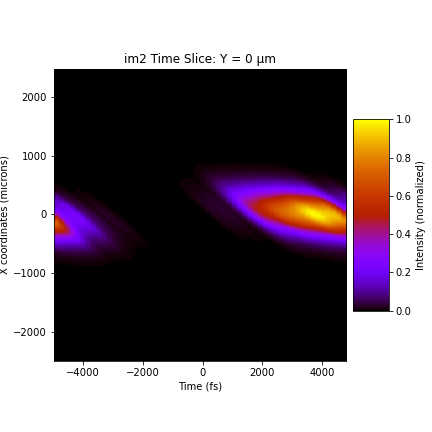 im2 Time Slice: Y = 0 μm
2000
1000
0
−1000
−2000
X coordinates (microns)
−4000 −2000 0 2000 4000
Time (fs)
1.0
0.8
0.6
0.4
0.2
0.0
Intensity (normalized)